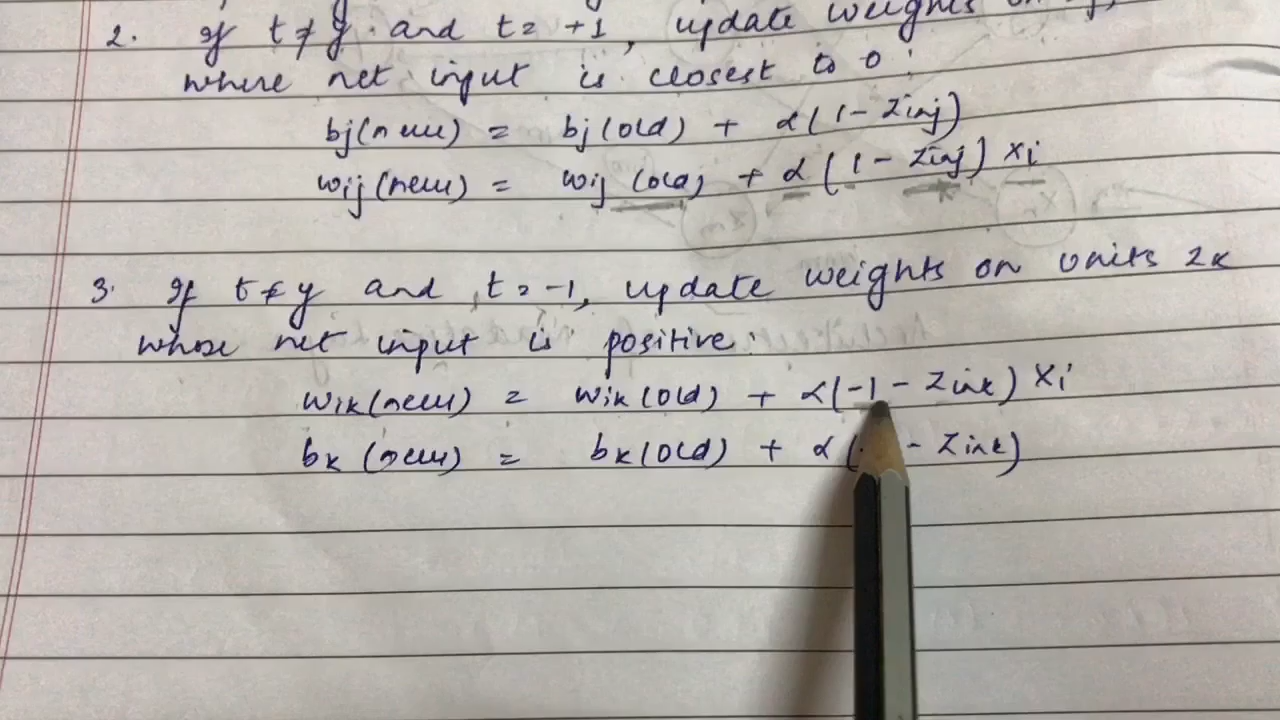 2. If t ≠ y and t = +1, update weights on
where net input is closest to 0:
bj(new) = bj(old) + α(1 - Zinj)
wij(new) = wij(old) + α(1 - Zinj) xi
3. If t ≠ y and t = -1, update weights on units Zk
whose net input is positive:
wik(new) = wik(old) + α(-1 - Zink) xi
bk(new) = bk(old) + α( - Zink)